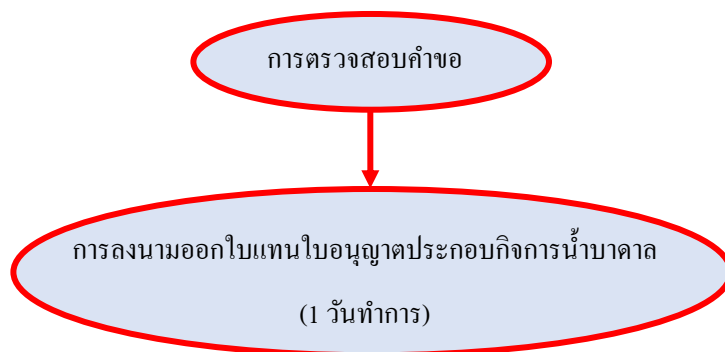 การตรวจสอบคำขอ
การลงนามออกใบแทนใบอนุญาตประกอบกิจการน้ำบาดาล
(1 วันทำการ)